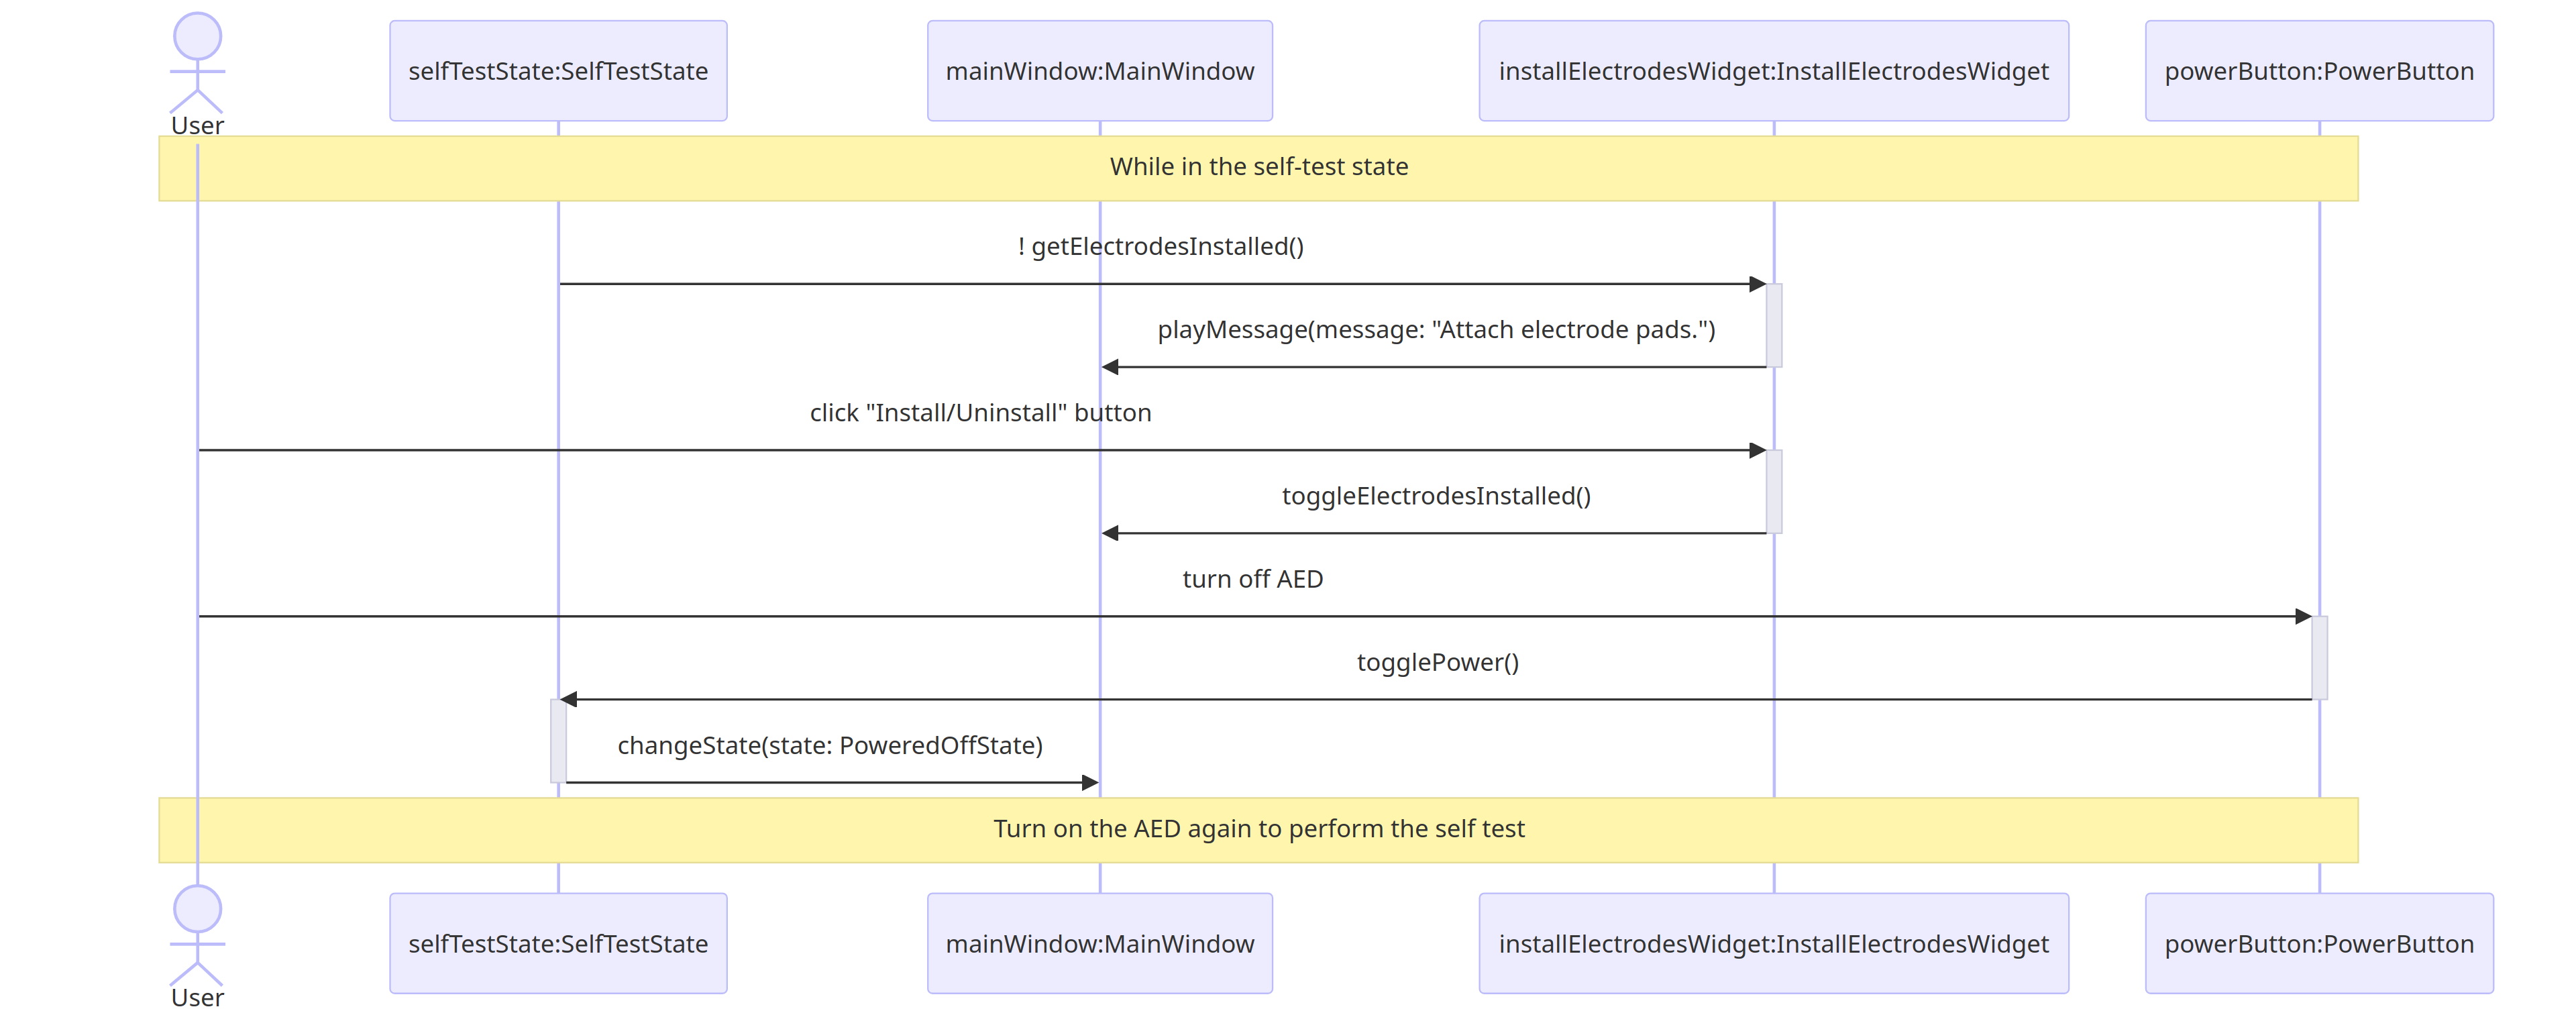 User
selfTestState:SelfTestState
mainWindow:MainWindow
installElectrodesWidget:InstallElectrodesWidget
powerButton:PowerButton
While in the self-test state
! getElectrodesInstalled()
playMessage(message: "Attach electrode pads.")
click "Install/Uninstall" button
toggleElectrodesInstalled()
turn off AED
togglePower()
changeState(state: PoweredOffState)
Turn on the AED again to perform the self test
selfTestState:SelfTestState
mainWindow:MainWindow
installElectrodesWidget:InstallElectrodesWidget
powerButton:PowerButton
User